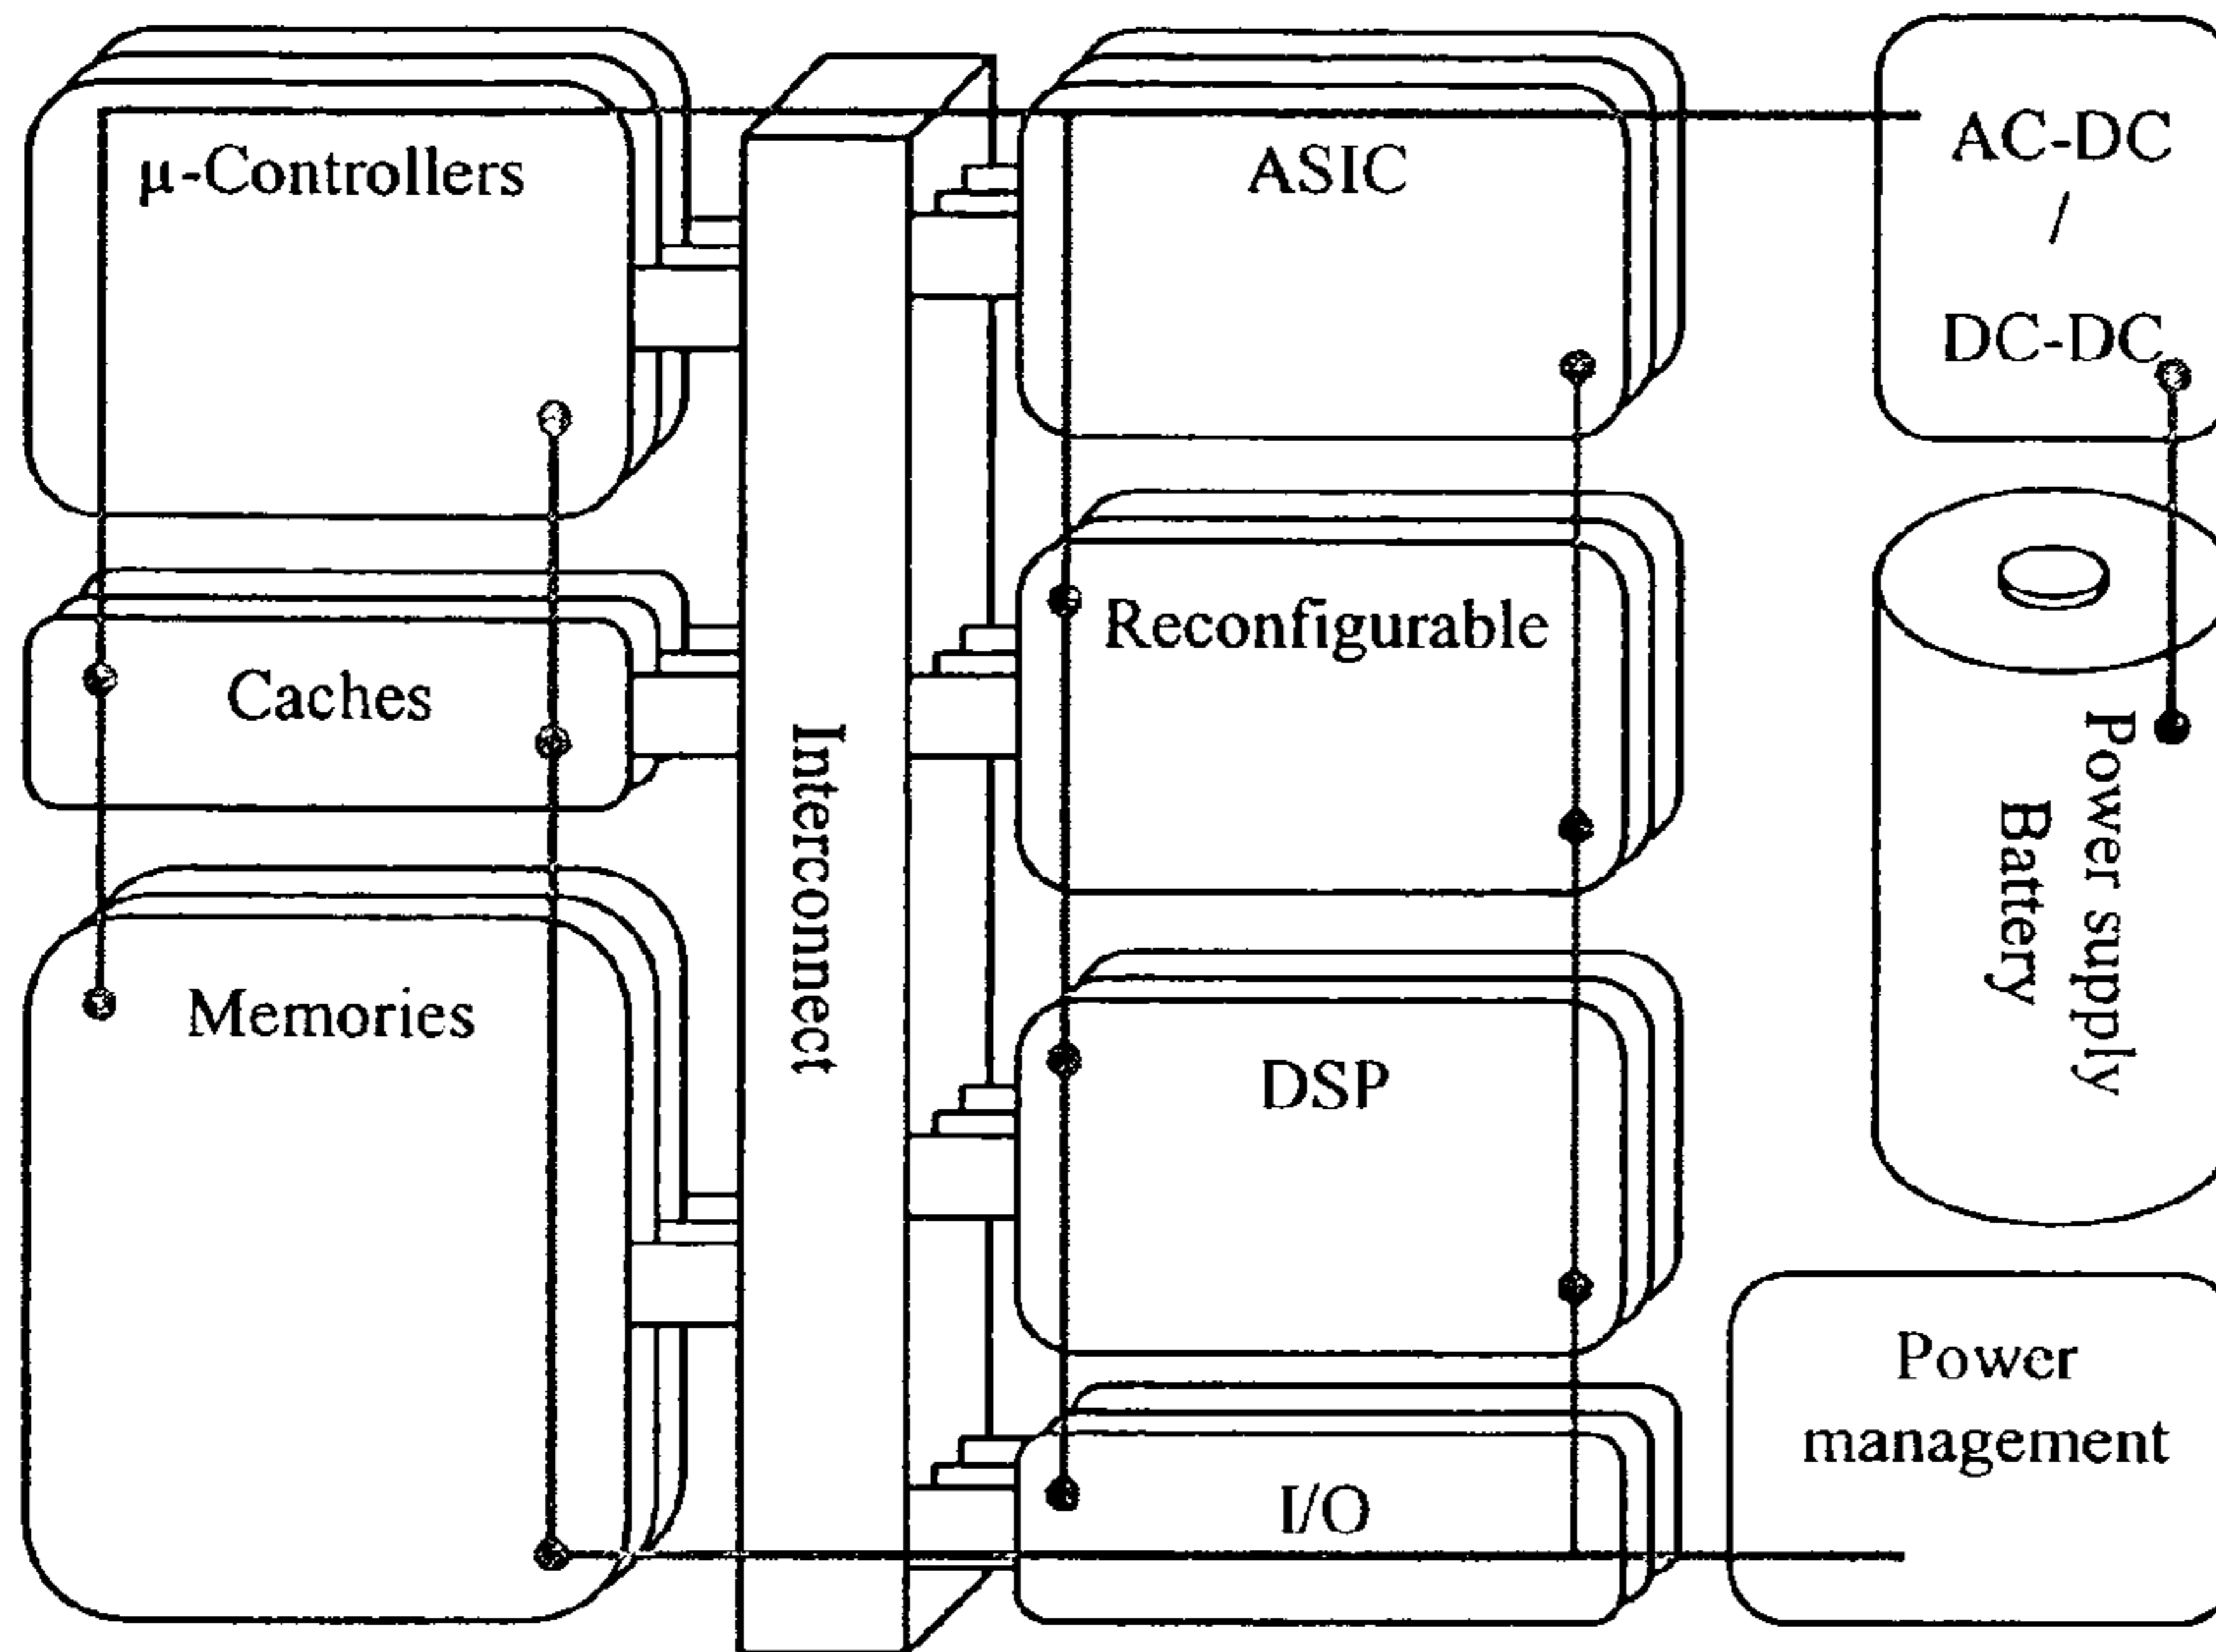 μ-Controllers
Caches
Memories
Interconnect
ASIC
Reconfigurable
DSP
I/O
AC-DC
/
DC-DC
Power supply
Battery
Power
management